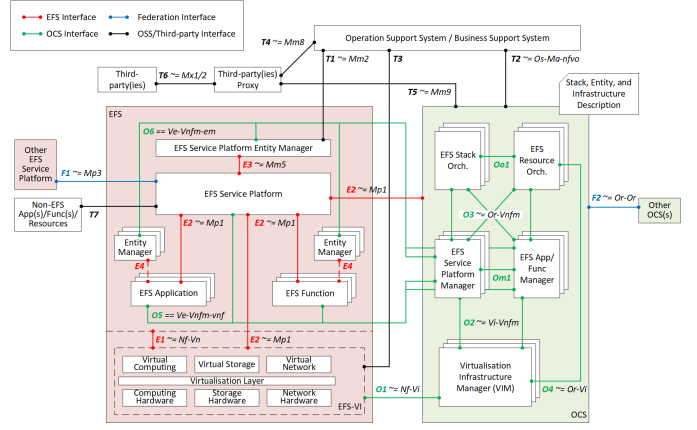 EFS Interface
Federation Interface
OCS Interface
OSS/Third-party Interface
Operation Support System / Business Support System
T4 ~= Mm8
T1 ~= Mm2
T3
T2 ~= Os-Ma-nfvo
Third-
party(ies)
T6 ~= Mx1/2
Third-party(ies)
Proxy
T5 ~= Mm9
Stack, Entity, and
Infrastructure
Description
EFS
O6 == Ve-Vnfm-em
EFS Service Platform Entity Manager
E3 ~= Mm5
Other
EFS
Service
Platform
F1 ~= Mp3
EFS Service Platform
E2 ~= Mp1
Non-EFS
App(s)/Func(s)/
Resources
T7
E2 ~= Mp1
E2 ~= Mp1
Entity
Manager
Entity
Manager
E4
E4
EFS Application
EFS Function
O5 == Ve-Vnfm-vnf
E1 ~= Nf-Vn
E2 ~= Mp1
Virtual
Computing
Virtual Storage
Virtual
Network
Virtualisation Layer
Computing
Hardware
Storage
Hardware
Network
Hardware
EFS-VI
O1 ~= Nf-Vi
EFS Stack
Orch.
Oo1
EFS
Resource
Orch.
O3 ~= Or-Vnfm
F2 ~= Or-Or
Other
OCS(s)
EFS
Service
Platform
Manager
Om1
EFS App/
Func
Manager
O2 ~= Vi-Vnfm
Virtualisation
Infrastructure
Manager (VIM)
O4 ~= Or-Vi
OCS